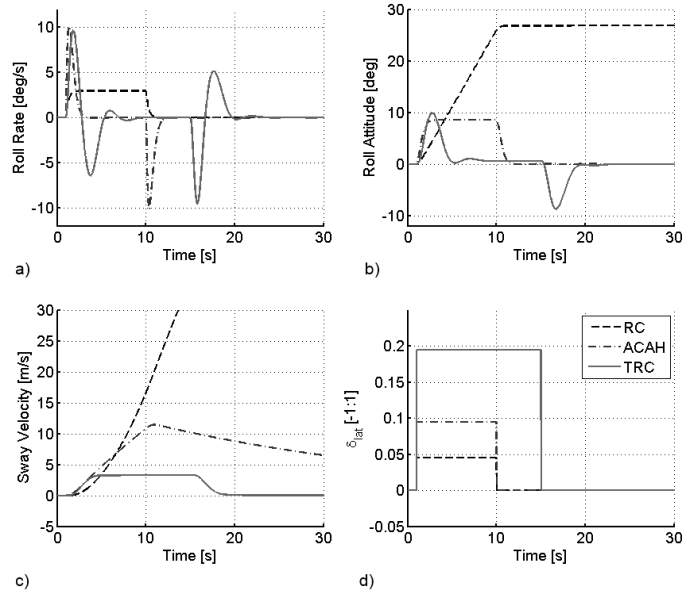 10
5
0
-5
-10
Roll Rate [deg/s]
0 10 20 30
Time [s]
a)
30
20
10
0
-10
Roll Attitude [deg]
0 10 20 30
Time [s]
b)
30
25
20
15
10
5
0
-5
Sway Velocity [m/s]
0 10 20 30
Time [s]
c)
0.2
0.15
0.1
0.05
0
-0.05
δlat [-1:1]
RC
ACAH
TRC
0 10 20 30
Time [s]
d)